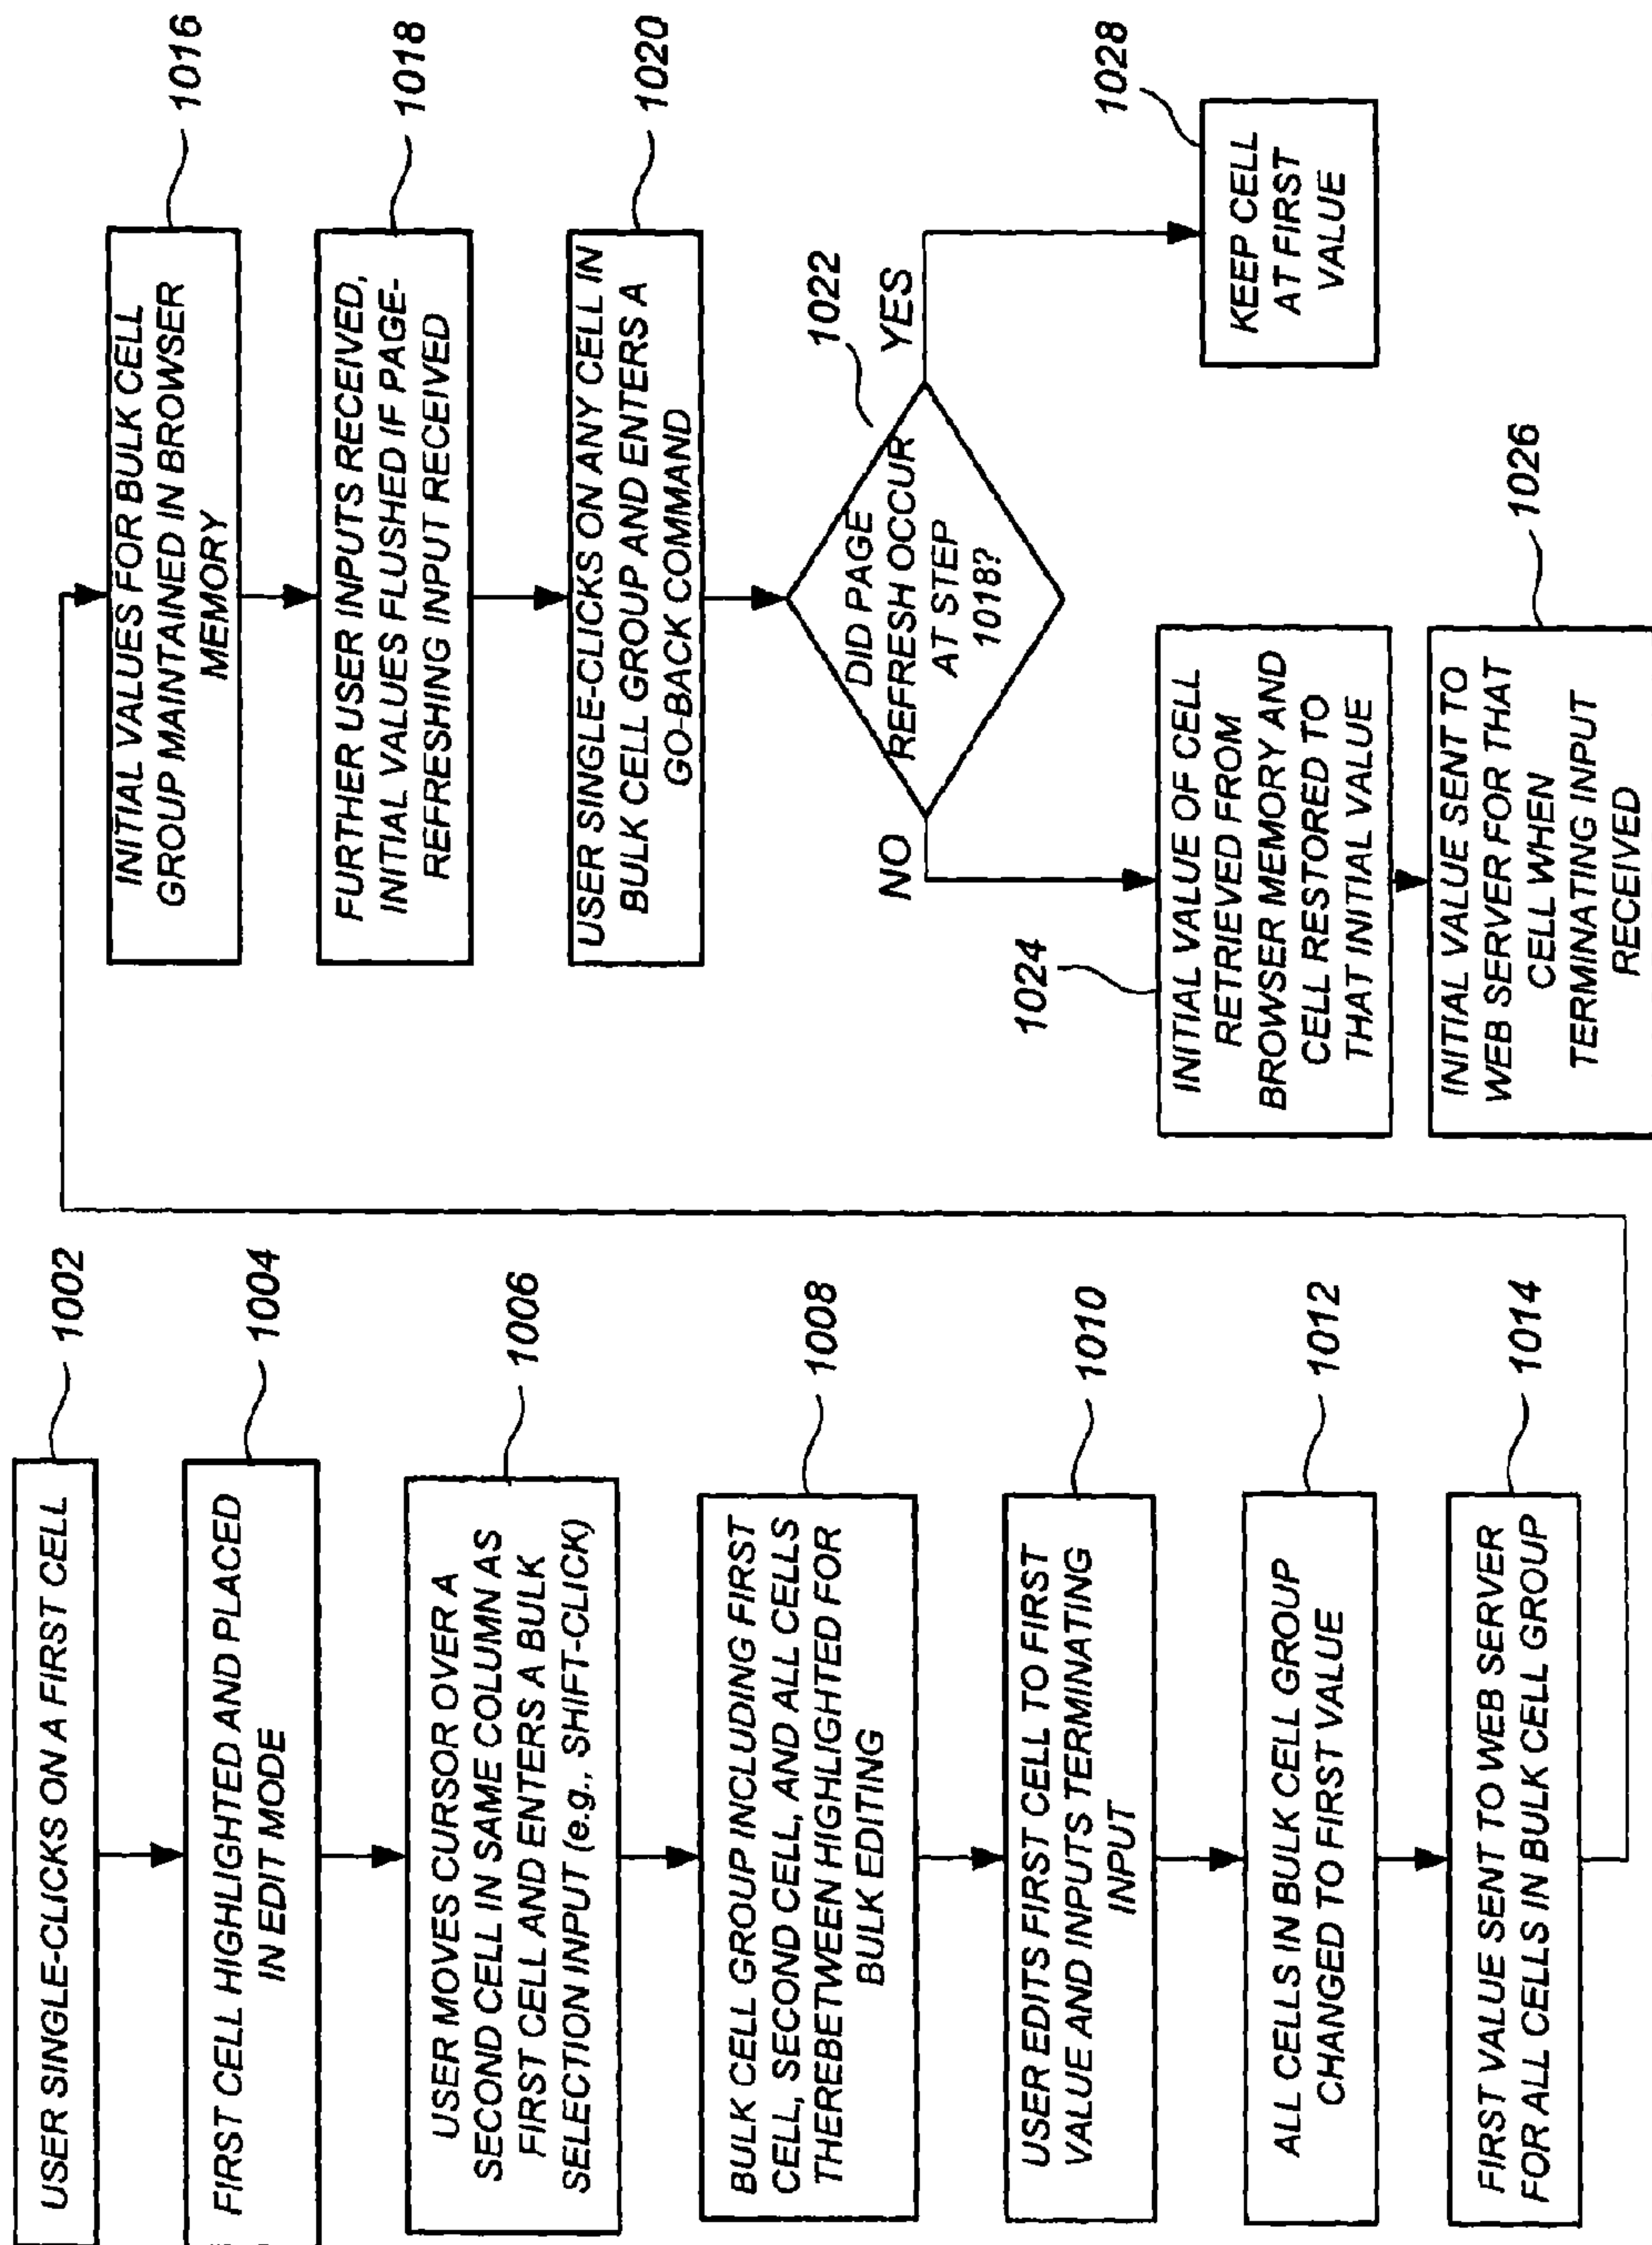 USER SINGLE-CLICKS ON A FIRST CELL
1002
FIRST CELL HIGHLIGHTED AND PLACED
IN EDIT MODE
1004
USER MOVES CURSOR OVER A
SECOND CELL IN SAME COLUMN AS
FIRST CELL AND ENTERS A BULK
SELECTION INPUT (e.g., SHIFT-CLICK)
1006
BULK CELL GROUP INCLUDING FIRST
CELL, SECOND CELL, AND ALL CELLS
THEREBETWEEN HIGHLIGHTED FOR
BULK EDITING
1008
USER EDITS FIRST CELL TO FIRST
VALUE AND INPUTS TERMINATING
INPUT
1010
ALL CELLS IN BULK CELL GROUP
CHANGED TO FIRST VALUE
1012
FIRST VALUE SENT TO WEB SERVER
FOR ALL CELLS IN BULK CELL GROUP
1014
INITIAL VALUES FOR BULK CELL
GROUP MAINTAINED IN BROWSER
MEMORY
1016
FURTHER USER INPUTS RECEIVED,
INITIAL VALUES FLUSHED IF PAGE-
REFRESHING INPUT RECEIVED
1018
USER SINGLE-CLICKS ON ANY CELL IN
BULK CELL GROUP AND ENTERS A
GO-BACK COMMAND
1020
DID PAGE
REFRESH OCCUR
AT STEP
1018?
1022
NO
YES
1024
INITIAL VALUE OF CELL
RETRIEVED FROM
BROWSER MEMORY AND
CELL RESTORED TO
THAT INITIAL VALUE
KEEP CELL
AT FIRST
VALUE
1028
INITIAL VALUE SENT TO
WEB SERVER FOR THAT
CELL WHEN
TERMINATING INPUT
RECEIVED
1026